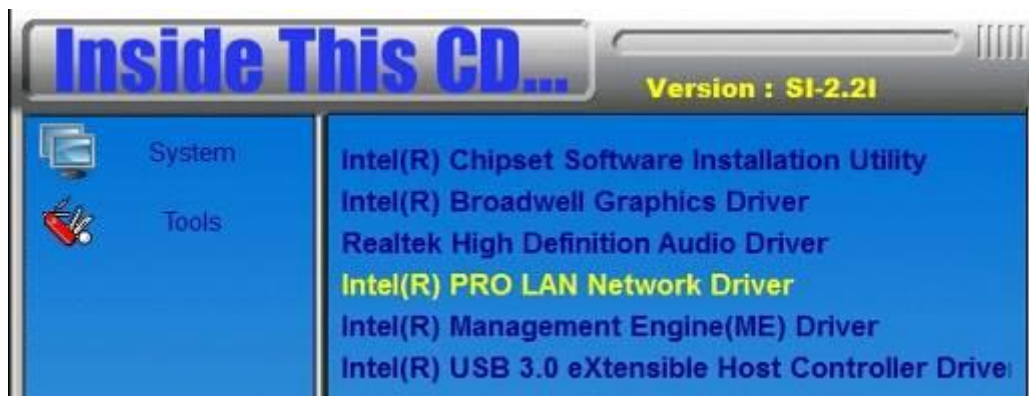 Inside This CD...
Version : SI-2.2I
System
Tools
Intel(R) Chipset Software Installation Utility
Intel(R) Broadwell Graphics Driver
Realtek High Definition Audio Driver
Intel(R) PRO LAN Network Driver
Intel(R) Management Engine(ME) Driver
Intel(R) USB 3.0 eXtensible Host Controller Driver